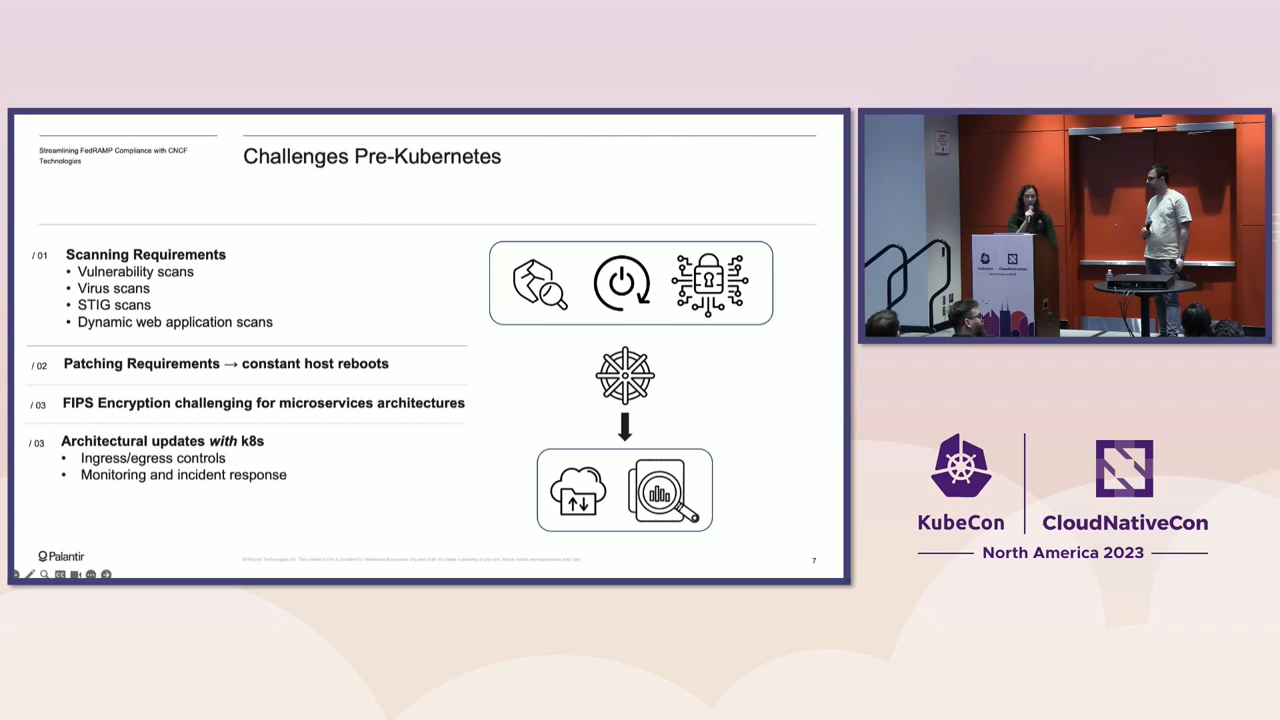 Streamlining FedRAMP Compliance with CNCF
Technologies
Challenges Pre-Kubernetes
/ 01 Scanning Requirements
• Vulnerability scans
• Virus scans
• STIG scans
• Dynamic web application scans
/ 02 Patching Requirements → constant host reboots
/ 03 FIPS Encryption challenging for microservices architectures
/ 03 Architectural updates with k8s
• Ingress/egress controls
• Monitoring and incident response
Palantir
7
KubeCon CloudNativeCon
KubeCon
CloudNativeCon
North America 2023